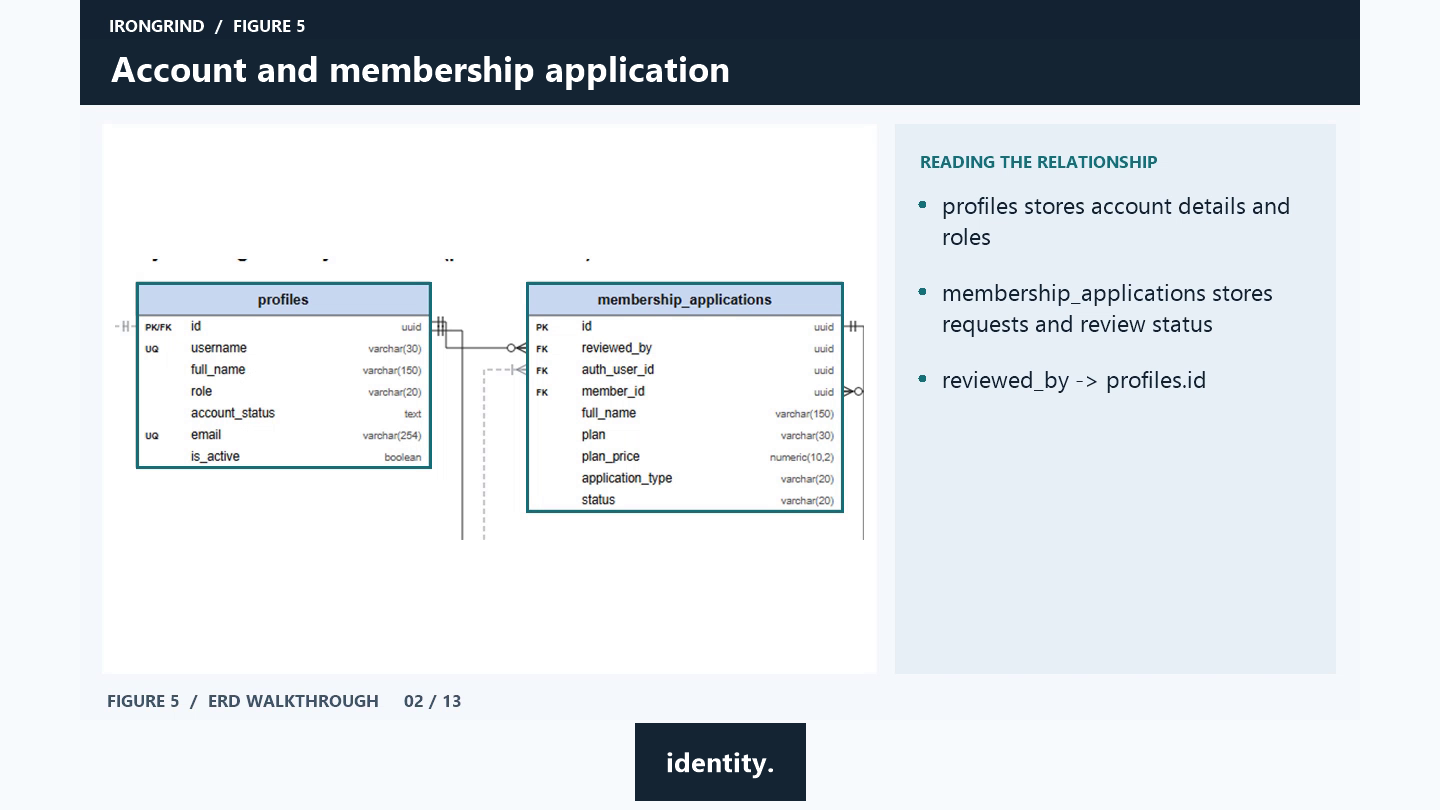 IRONGRIND / FIGURE 5
Account and membership application
profiles
PK/FK id uuid
UQ username varchar(30)
full_name varchar(150)
role varchar(20)
account_status text
UQ email varchar(254)
is_active boolean
membership_applications
PK id uuid
FK reviewed_by uuid
FK auth_user_id uuid
FK member_id uuid
full_name varchar(150)
plan varchar(30)
plan_price numeric(10,2)
application_type varchar(20)
status varchar(20)
READING THE RELATIONSHIP
• profiles stores account details and
roles
• membership_applications stores
requests and review status
• reviewed_by -> profiles.id
FIGURE 5 / ERD WALKTHROUGH 02 / 13
identity.